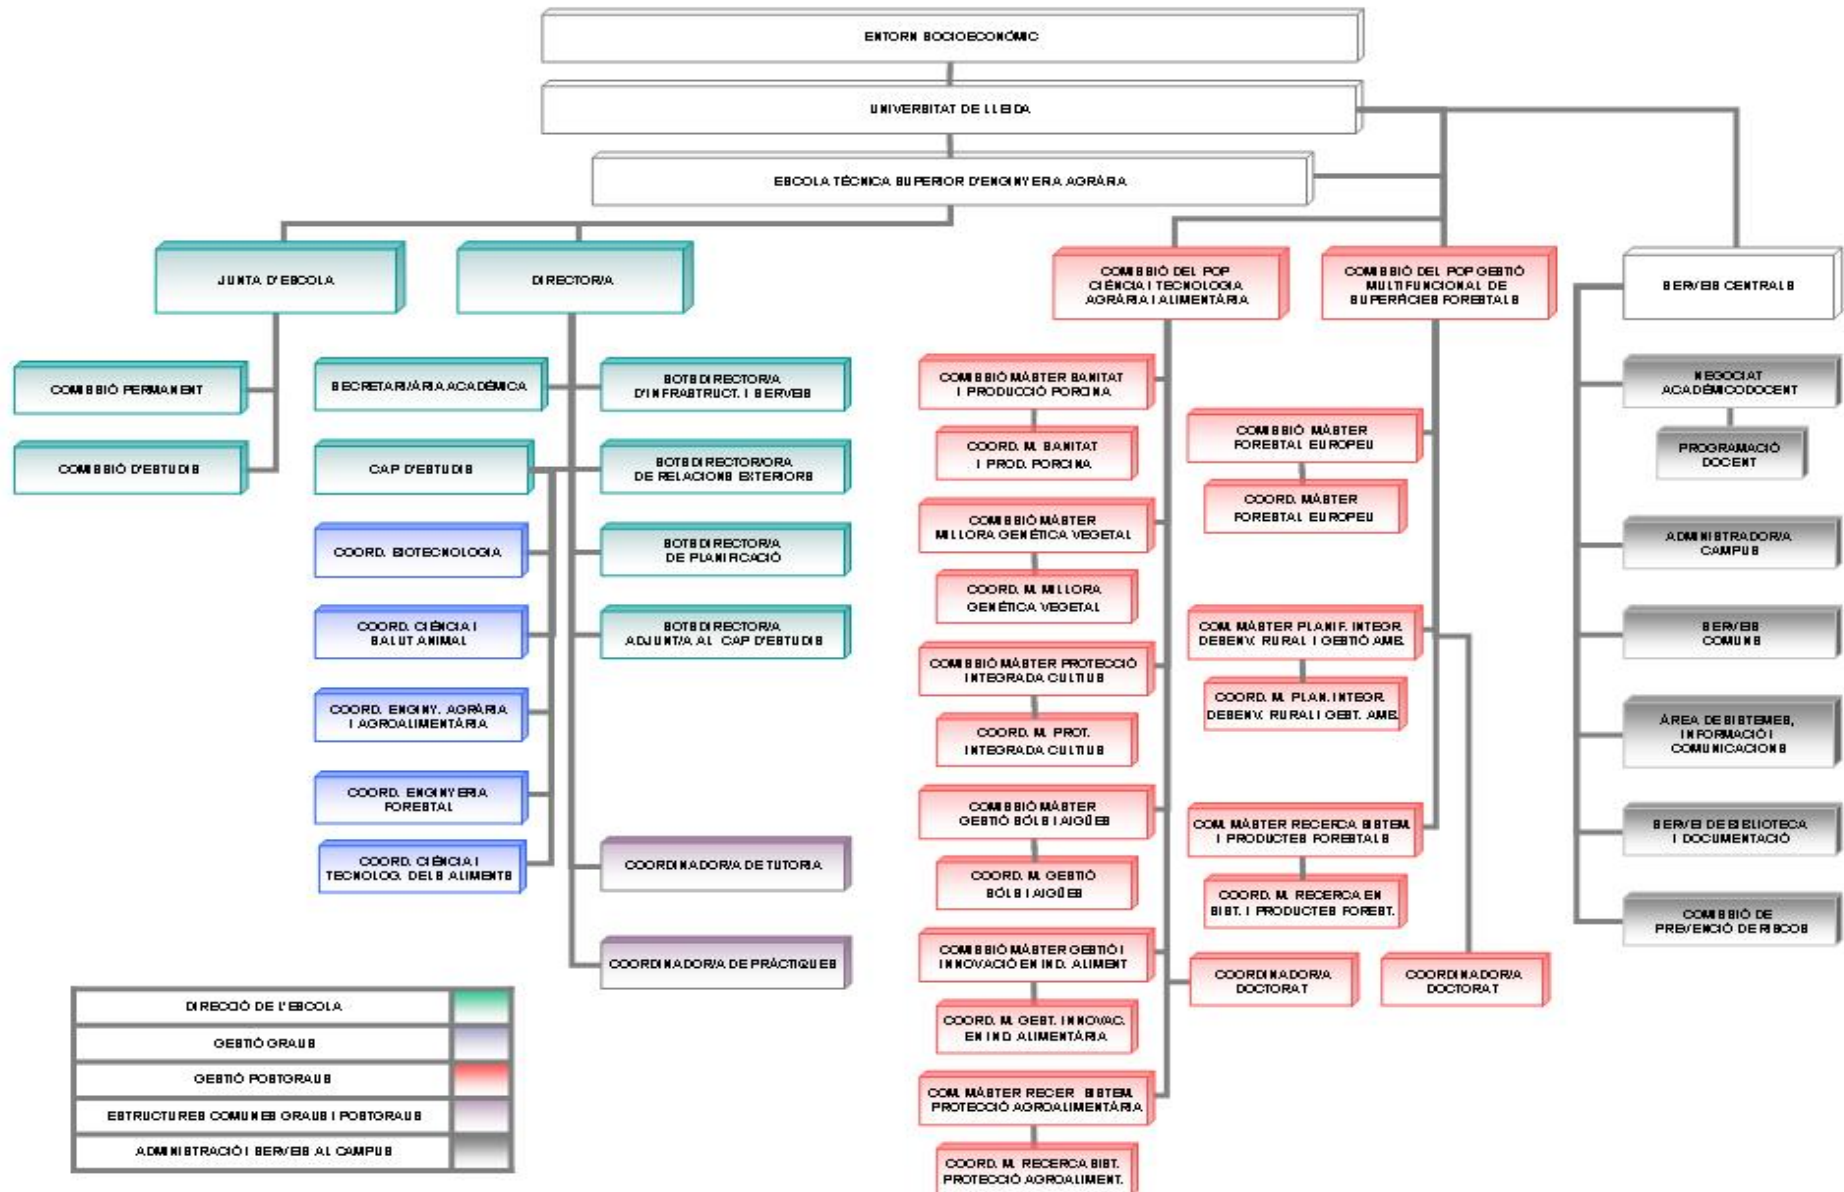 ENTORN SOCIOECONÒMIC
UNIVERSITAT DE LLEIDA
ESCOLA TÈCNICA SUPERIOR D'ENGINYERIA AGRÀRIA
JUNTA D'ESCOLA
COMISSIÓ PERMANENT
COMISSIÓ D'ESTUDIS
DIRECTOR/A
SECRETARI/ÀRIA ACADÈMICA
SOTSDIRECTOR/A
D'INFRASTRUCT. I SERVEIS
CAP D'ESTUDIS
SOTSDIRECTOR/ORA
DE RELACIONS EXTERIORS
COORD. BIOTECNOLOGIA
SOTSDIRECTOR/A
DE PLANIFICACIÓ
COORD. CIÈNCIA I
SALUT ANIMAL
SOTSDIRECTOR/A
ADJUNT/A AL CAP D'ESTUDIS
COORD. ENGINY. AGRÀRIA
I AGROALIMENTÀRIA
COORD. ENGINYERIA
FORESTAL
COORD. CIÈNCIA I
TECNOLOG. DELS ALIMENTS
COORDINADOR/A DE TUTORIA
COORDINADOR/A DE PRÀCTIQUES
COMISSIÓ DEL POP
CIÈNCIA I TECNOLOGIA
AGRÀRIA I ALIMENTÀRIA
COMISSIÓ MÀSTER SANITAT
I PRODUCCIÓ PORCINA
COORD. M. SANITAT
I PROD. PORCINA
COMISSIÓ MÀSTER
MILLORA GENÈTICA VEGETAL
COORD. M. MILLORA
GENÈTICA VEGETAL
COMISSIÓ MÀSTER PROTECCIÓ
INTEGRADA CULTIUS
COORD. M. PROT.
INTEGRADA CULTIUS
COMISSIÓ MÀSTER
GESTIÓ SÒLS I AIGÜES
COORD. M. GESTIÓ
SÒLS I AIGÜES
COMISSIÓ MÀSTER GESTIÓ I
INNOVACIÓ EN IND. ALIMENT
COORD. M. GEST. INNOVAC.
EN IND. ALIMENTÀRIA
COM. MÀSTER RECER. SISTEM.
PROTECCIÓ AGROALIMENTÀRIA
COORD. M. RECERCA SIST.
PROTECCIÓ AGROALIMENT.
COORDINADOR/A
DOCTORAT
COMISSIÓ DEL POP GESTIÓ
MULTIFUNCIONAL DE
SUPERFÍCIES FORESTALS
COMISSIÓ MÀSTER
FORESTAL EUROPEU
COORD. MÀSTER
FORESTAL EUROPEU
COM. MÀSTER PLANIF. INTEGR.
DESENV. RURAL I GESTIÓ AMB.
COORD. M. PLAN. INTEGR.
DESENV. RURAL I GEST. AMB.
COM. MÀSTER RECERCA SISTEM.
I PRODUCTES FORESTALS
COORD. M. RECERCA EN
SIST. I PRODUCTES FOREST.
COORDINADOR/A
DOCTORAT
SERVEIS CENTRALS
NEGOCIAT
ACADÈMICODOCENT
PROGRAMACIÓ
DOCENT
ADMINISTRADOR/A
CAMPUS
SERVEIS
COMUNS
ÀREA DE SISTEMES,
INFORMACIÓ I
COMUNICACIONS
SERVEI DE BIBLIOTECA
I DOCUMENTACIÓ
COMISSIÓ DE
PREVENCIÓ DE RISCOS
DIRECCIÓ DE L'ESCOLA
GESTIÓ GRAUS
GESTIÓ POSTGRAUS
ESTRUCTURES COMUNES GRAUS I POSTGRAUS
ADMINISTRACIÓ I SERVEIS AL CAMPUS